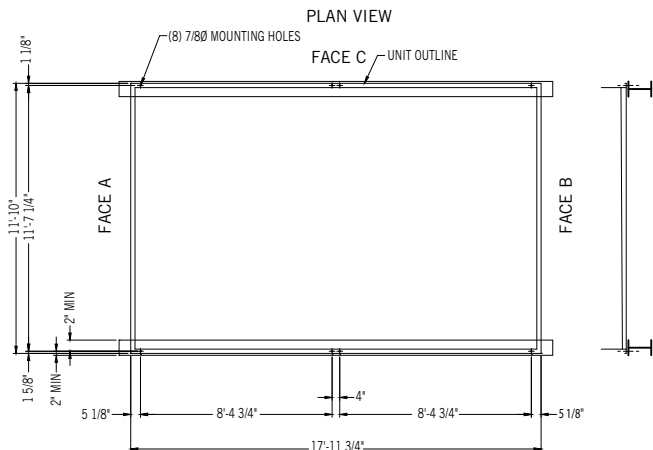 PLAN VIEW
(8) 7/8Ø MOUNTING HOLES
FACE C
UNIT OUTLINE
1 1/8"
11'-10"
11'-7 1/4"
FACE A
FACE B
2" MIN
1 5/8"
2" MIN
4"
5 1/8"
8'-4 3/4"
8'-4 3/4"
5 1/8"
17'-11 3/4"